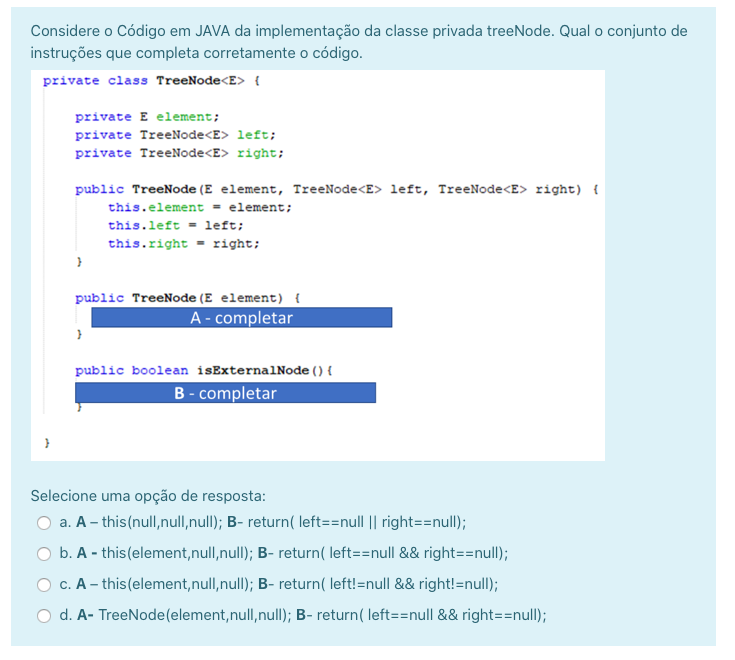 Considere o Código em JAVA da implementação da classe privada treeNode. Qual o conjunto de
instruções que completa corretamente o código.
private class TreeNode<E> {
private E element;
private TreeNode<E> left;
private TreeNode<E> right;
public TreeNode(E element, TreeNode<E> left, TreeNode<E> right) {
this.element = element;
this.left = left;
this.right = right;
}
public TreeNode(E element) {
A - completar
}
public boolean isExternalNode(){
B - completar
}
}
Selecione uma opção de resposta:
a. A – this(null,null,null); B- return( left==null || right==null);
b. A - this(element,null,null); B- return( left==null && right==null);
c. A – this(element,null,null); B- return( left!=null && right!=null);
d. A- TreeNode(element,null,null); B- return( left==null && right==null);